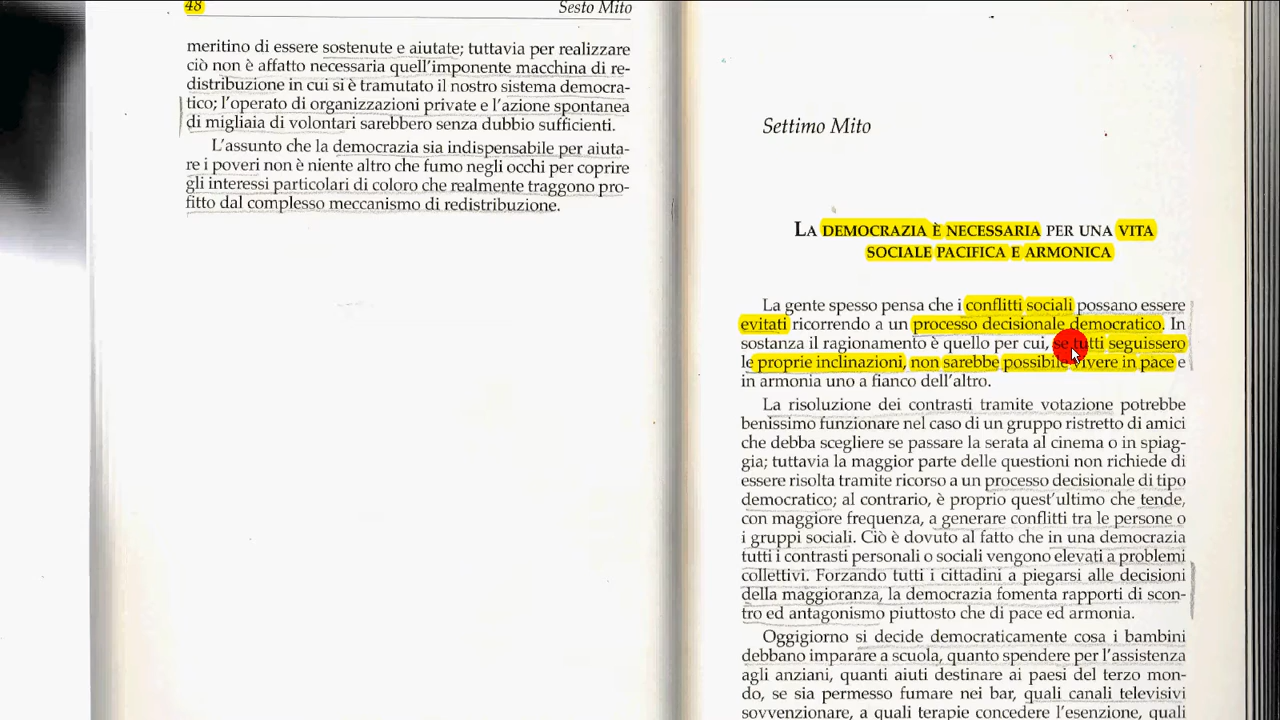 48
Sesto Mito
meritino di essere sostenute e aiutate; tuttavia per realizzare
ciò non è affatto necessaria quell'imponente macchina di re-
distribuzione in cui si è tramutato il nostro sistema democra-
tico; l'operato di organizzazioni private e l'azione spontanea
di migliaia di volontari sarebbero senza dubbio sufficienti.
L'assunto che la democrazia sia indispensabile per aiuta-
re i poveri non è niente altro che fumo negli occhi per coprire
gli interessi particolari di coloro che realmente traggono pro-
fitto dal complesso meccanismo di redistribuzione.
Settimo Mito
LA DEMOCRAZIA È NECESSARIA PER UNA VITA
SOCIALE PACIFICA E ARMONICA
La gente spesso pensa che i conflitti sociali possano essere
evitati ricorrendo a un processo decisionale democratico. In
sostanza il ragionamento è quello per cui, se tutti seguissero
le proprie inclinazioni, non sarebbe possibile vivere in pace e
in armonia uno a fianco dell'altro.
La risoluzione dei contrasti tramite votazione potrebbe
benissimo funzionare nel caso di un gruppo ristretto di amici
che debba scegliere se passare la serata al cinema o in spiag-
gia; tuttavia la maggior parte delle questioni non richiede di
essere risolta tramite ricorso a un processo decisionale di tipo
democratico; al contrario, è proprio quest'ultimo che tende,
con maggiore frequenza, a generare conflitti tra le persone o
i gruppi sociali. Ciò è dovuto al fatto che in una democrazia
tutti i contrasti personali o sociali vengono elevati a problemi
collettivi. Forzando tutti i cittadini a piegarsi alle decisioni
della maggioranza, la democrazia fomenta rapporti di scon-
tro ed antagonismo piuttosto che di pace ed armonia.
Oggigiorno si decide democraticamente cosa i bambini
debbano imparare a scuola, quanto spendere per l'assistenza
agli anziani, quanti aiuti destinare ai paesi del terzo mon-
do, se sia permesso fumare nei bar, quali canali televisivi
sovvenzionare, a quali terapie concedere l'esenzione, quali